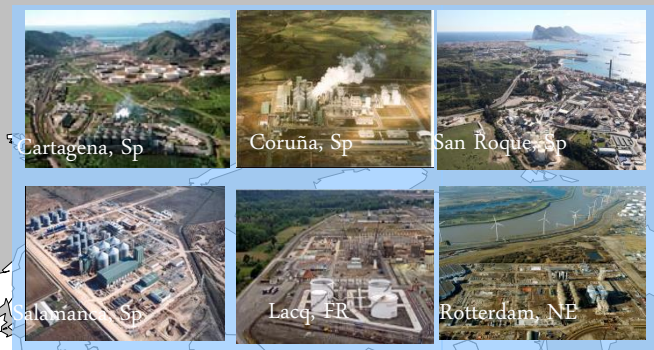 Cartagena, Sp
Coruña, Sp
San Roque, Sp
Salamanca, Sp
Lacq, FR
Rotterdam, NE